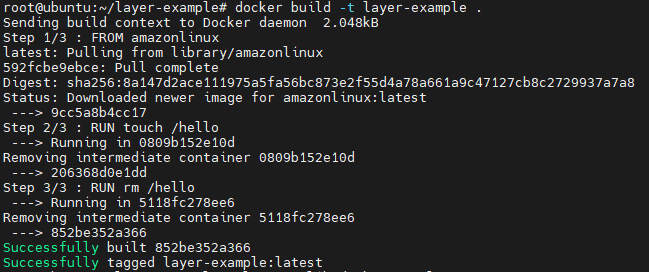 root@ubuntu:~/layer-example# docker build -t layer-example .
Sending build context to Docker daemon  2.048kB
Step 1/3 : FROM amazonlinux
latest: Pulling from library/amazonlinux
592fcbe9ebce: Pull complete
Digest: sha256:8a147d2ace111975a5fa56bc873e2f55d4a78a661a9c47127cb8c2729937a7a8
Status: Downloaded newer image for amazonlinux:latest
 ---> 9cc5a8b4cc17
Step 2/3 : RUN touch /hello
 ---> Running in 0809b152e10d
Removing intermediate container 0809b152e10d
 ---> 206368d0e1dd
Step 3/3 : RUN rm /hello
 ---> Running in 5118fc278ee6
Removing intermediate container 5118fc278ee6
 ---> 852be352a366
Successfully built 852be352a366
Successfully tagged layer-example:latest